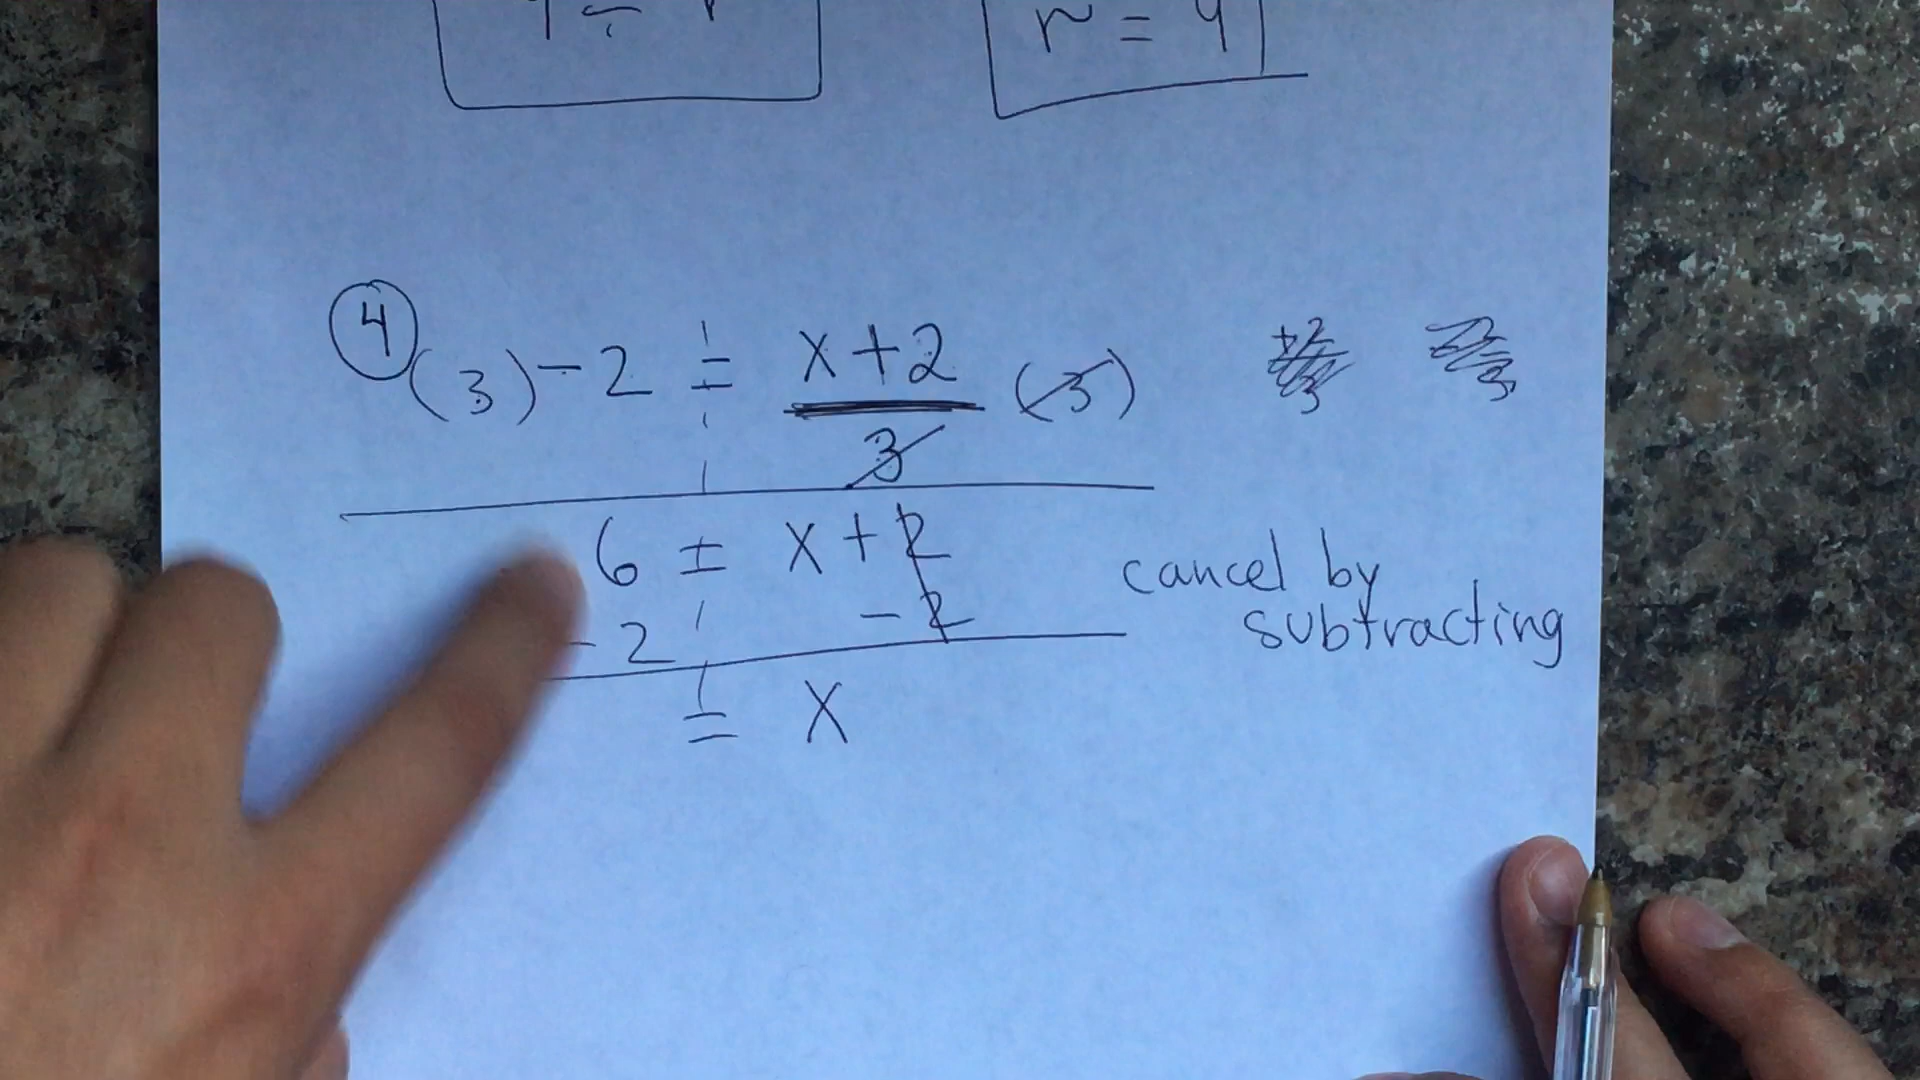 r = 4
4
(3) -2 = x+2 (3)
3
6 = x+2
-2 -2
= x
cancel by
subtracting